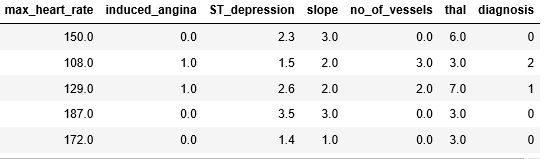 max_heart_rate induced_angina ST_depression slope no_of_vessels thal diagnosis
150.0 0.0 2.3 3.0 0.0 6.0 0
108.0 1.0 1.5 2.0 3.0 3.0 2
129.0 1.0 2.6 2.0 2.0 7.0 1
187.0 0.0 3.5 3.0 0.0 3.0 0
172.0 0.0 1.4 1.0 0.0 3.0 0